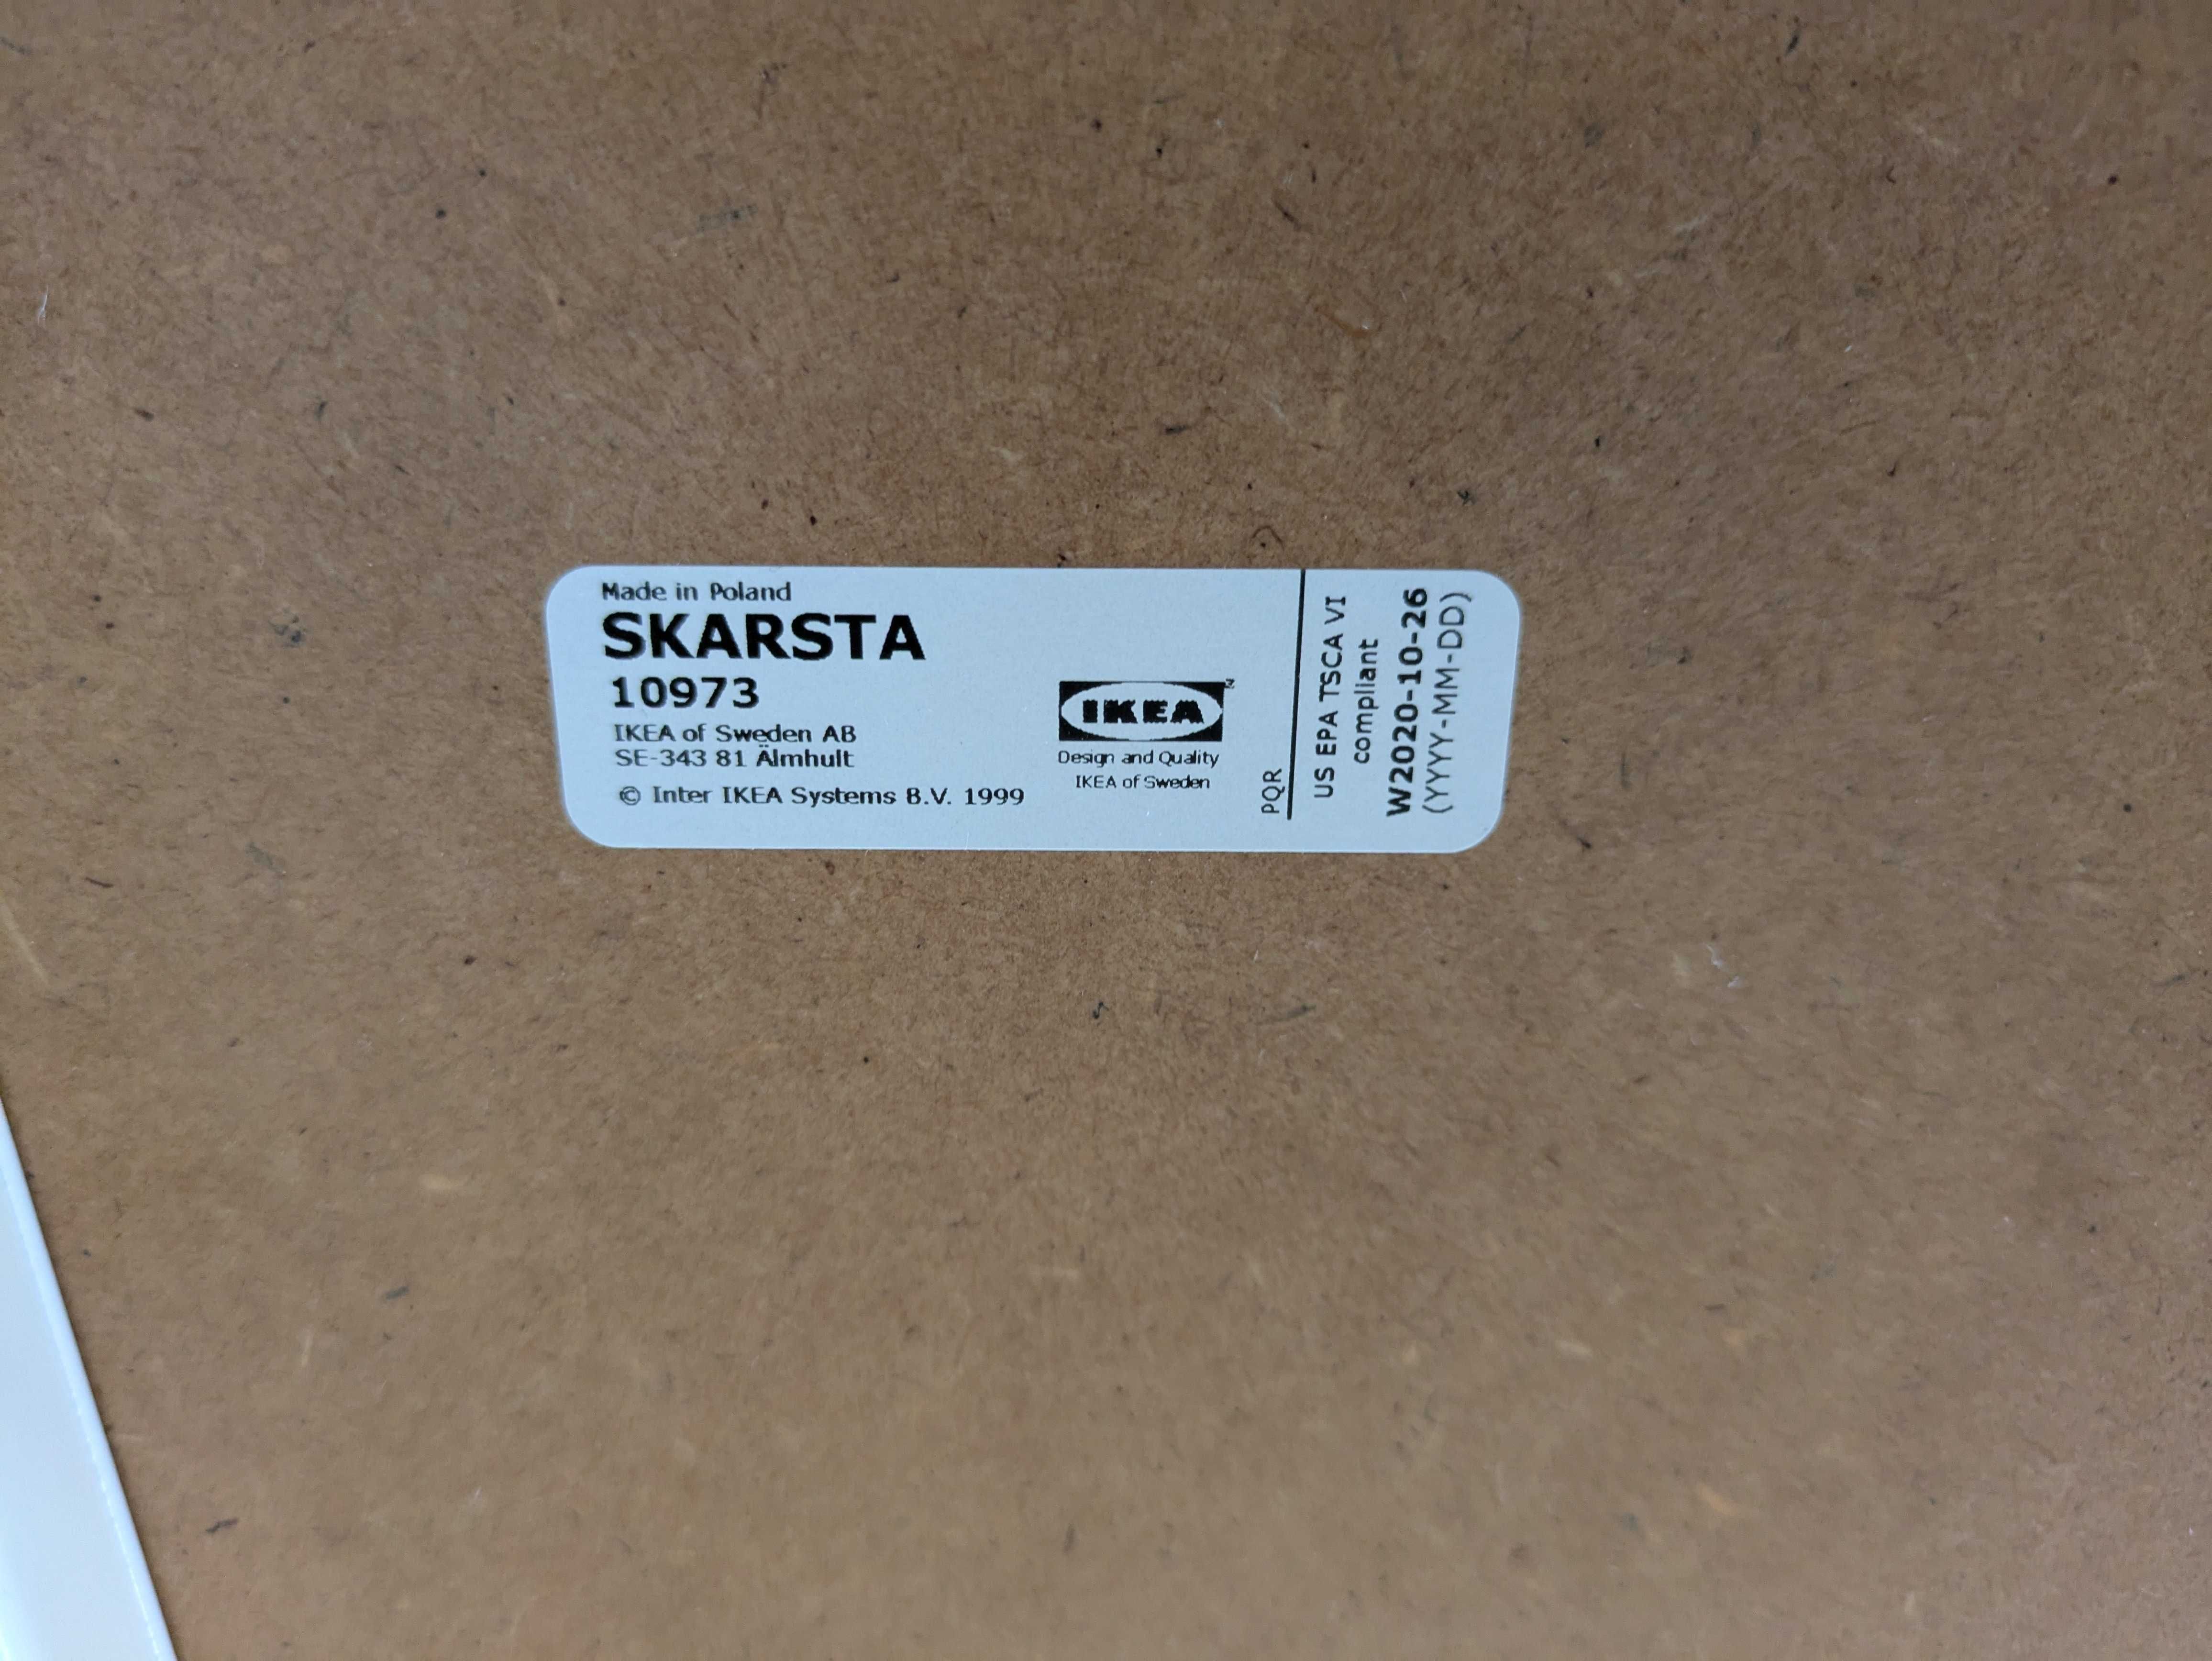 Made in Poland
SKARSTA
10973
IKEA of Sweden AB
SE-343 81 Älmhult
© Inter IKEA Systems B.V. 1999
IKEA
Design and Quality
IKEA of Sweden
PQR
US EPA TSCA VI
compliant
W2020-10-26
(YYYY-MM-DD)